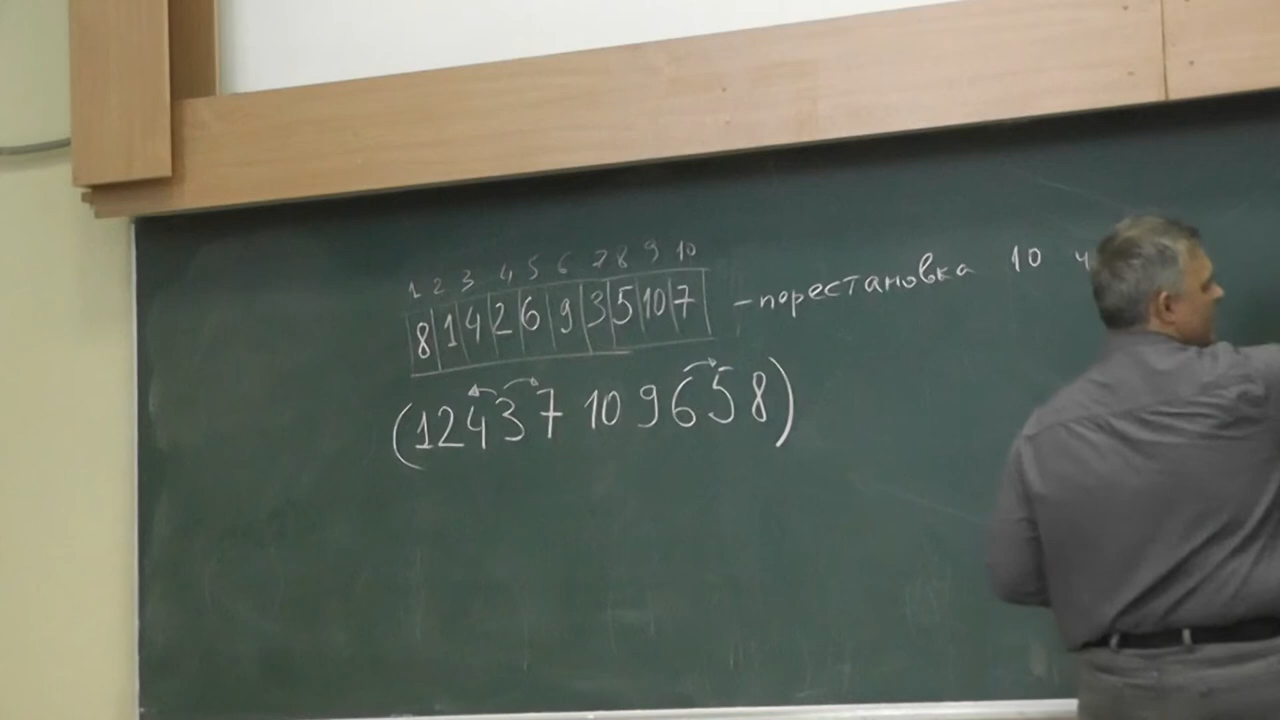 1 2 3 4 5 6 7 8 9 10
8 1 4 2 6 9 3 5 10 7 – перестановка 10 ч
(1 2 4 3 7 10 9 6 5 8)